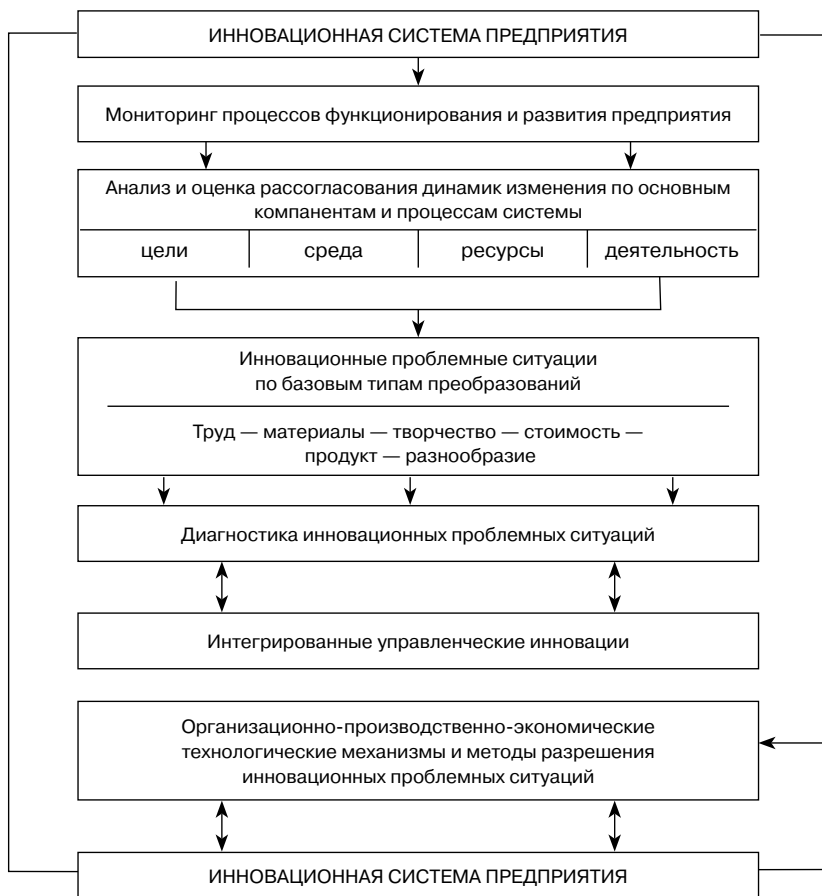 ИННОВАЦИОННАЯ СИСТЕМА ПРЕДПРИЯТИЯ
Мониторинг процессов функционирования и развития предприятия
Анализ и оценка рассогласования динамик изменения по основным
компанентам и процессам системы
цели среда ресурсы деятельность
Инновационные проблемные ситуации
по базовым типам преобразований
Труд — материалы — творчество — стоимость —
продукт — разнообразие
Диагностика инновационных проблемных ситуаций
Интегрированные управленческие инновации
Организационно-производственно-экономические
технологические механизмы и методы разрешения
инновационных проблемных ситуаций
ИННОВАЦИОННАЯ СИСТЕМА ПРЕДПРИЯТИЯ